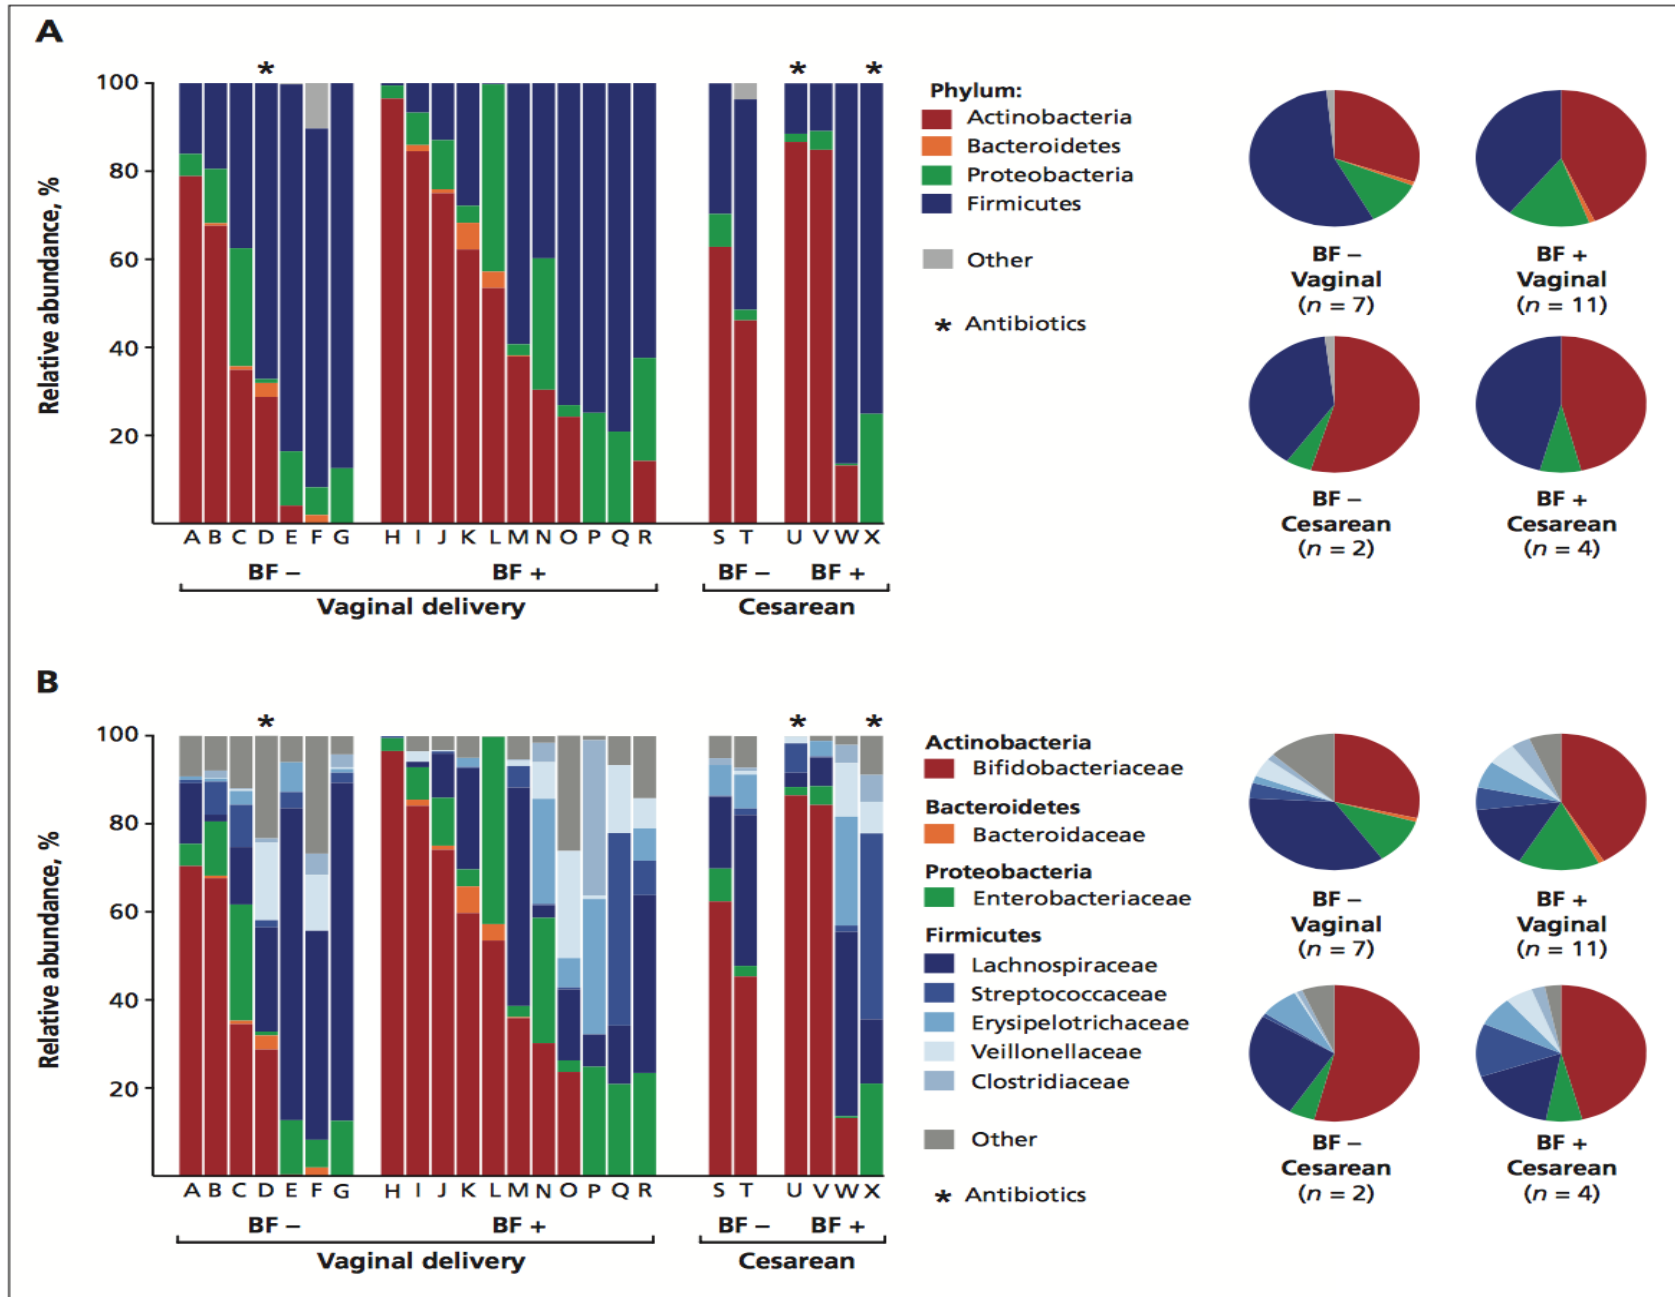 A
*
*
*
100
80
60
40
20
Relative abundance, %
A B C D E F G H I J K L M N O P Q R S T U V W X
BF – BF + BF – BF +
Vaginal delivery Cesarean
Phylum:
Actinobacteria
Bacteroidetes
Proteobacteria
Firmicutes
Other
* Antibiotics
BF –
Vaginal
(n = 7)
BF +
Vaginal
(n = 11)
BF –
Cesarean
(n = 2)
BF +
Cesarean
(n = 4)
B
*
*
*
100
80
60
40
20
Relative abundance, %
A B C D E F G H I J K L M N O P Q R S T U V W X
BF – BF + BF – BF +
Vaginal delivery Cesarean
Actinobacteria
Bifidobacteriaceae
Bacteroidetes
Bacteroidaceae
Proteobacteria
Enterobacteriaceae
Firmicutes
Lachnospiraceae
Streptococcaceae
Erysipelotrichaceae
Veillonellaceae
Clostridiaceae
Other
* Antibiotics
BF –
Vaginal
(n = 7)
BF +
Vaginal
(n = 11)
BF –
Cesarean
(n = 2)
BF +
Cesarean
(n = 4)